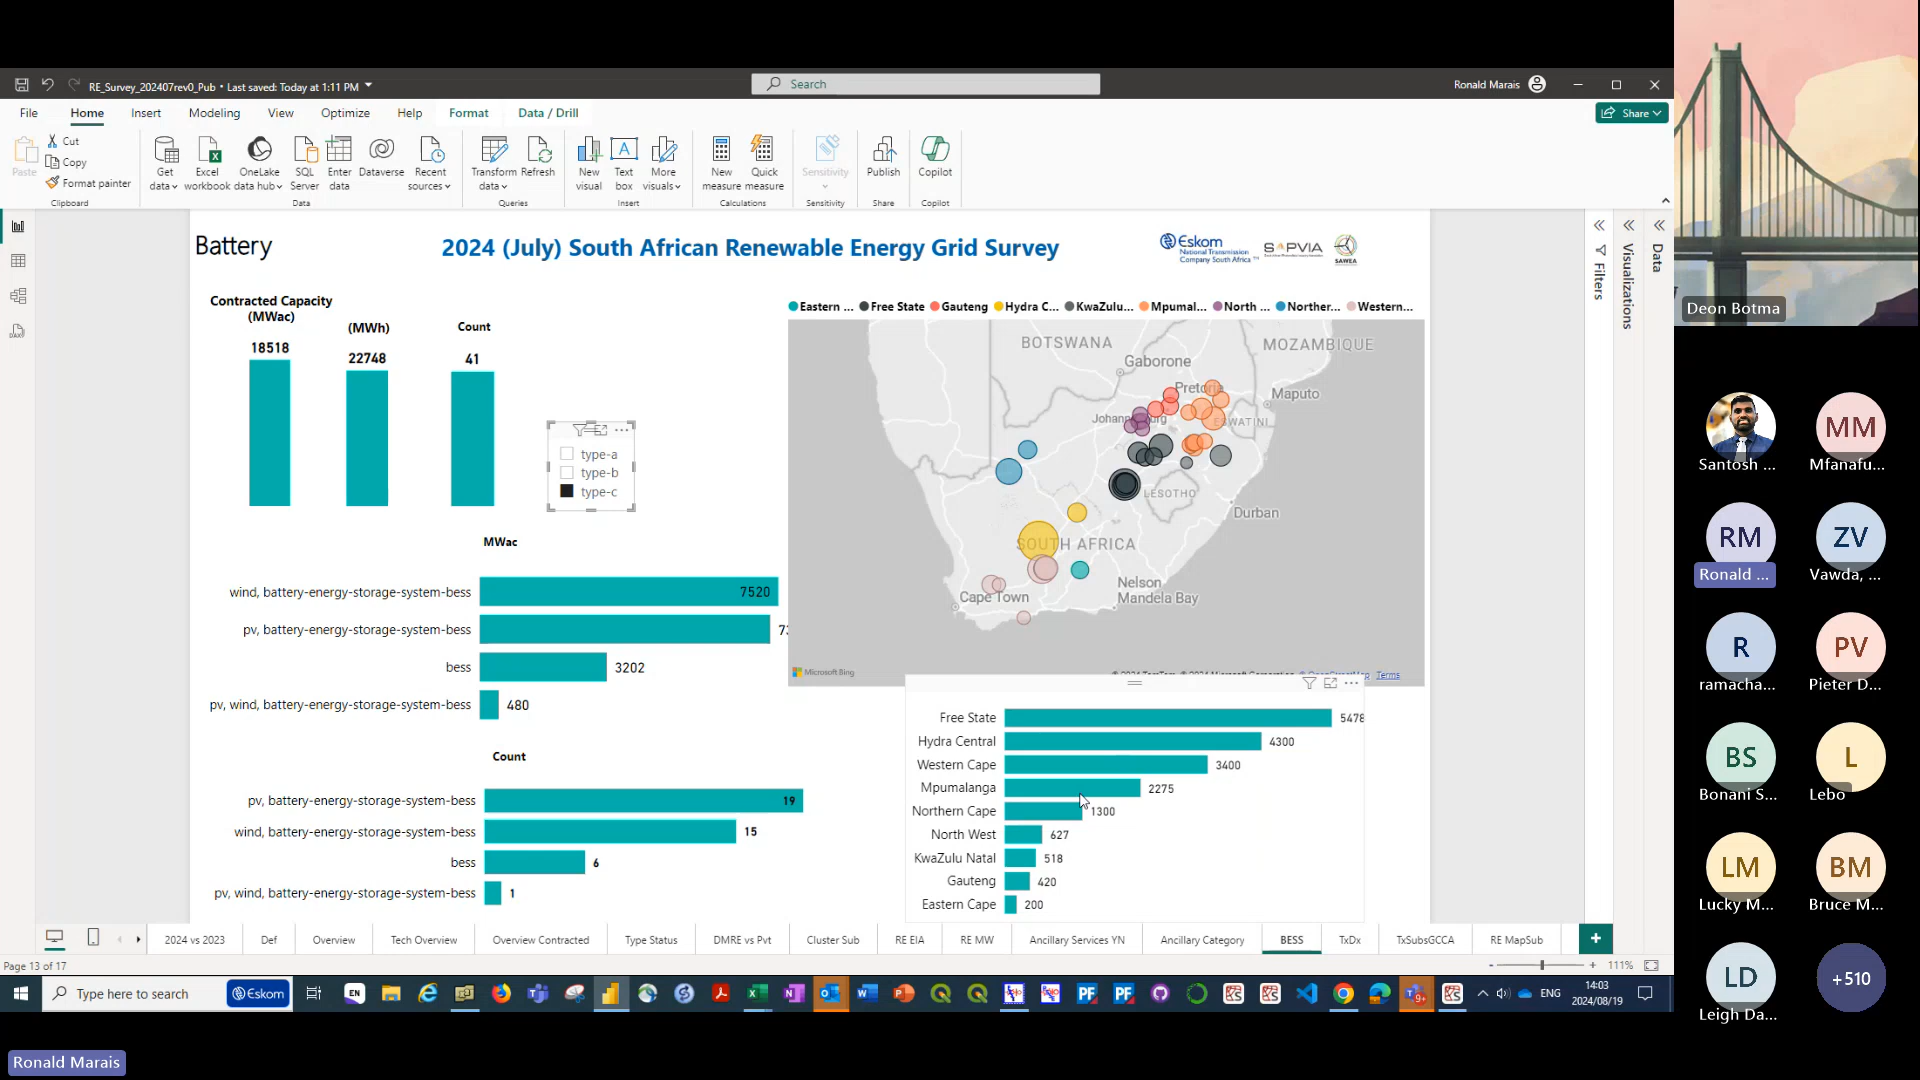 RE_Survey_202407rev0_Pub • Last saved: Today at 1:11 PM
Search
Ronald Marais
File Home Insert Modeling View Optimize Help Format Data / Drill
Share
Paste
Cut
Copy
Format painter
Clipboard
Get data
Excel workbook
OneLake data hub
SQL Server
Enter data
Dataverse
Recent sources
Data
Transform data
Refresh
Queries
New visual
Text box
More visuals
Insert
New measure
Quick measure
Calculations
Sensitivity
Sensitivity
Publish
Share
Copilot
Copilot
Battery
2024 (July) South African Renewable Energy Grid Survey
Eskom
National Transmission
Company South Africa
SAPVIA
SAWEA
Filters
Visualizations
Data
Contracted Capacity
(MWac)
(MWh)
Count
18518
22748
41
type-a
type-b
type-c
Eastern ... Free State Gauteng Hydra C... KwaZulu... Mpumal... North ... Norther... Western...
BOTSWANA
MOZAMBIQUE
Gaborone
Pretoria
Maputo
LESOTHO
Durban
SOUTH AFRICA
Nelson
Mandela Bay
Cape Town
Microsoft Bing
Terms
MWac
wind, battery-energy-storage-system-bess 7520
pv, battery-energy-storage-system-bess
bess 3202
pv, wind, battery-energy-storage-system-bess 480
Count
pv, battery-energy-storage-system-bess 19
wind, battery-energy-storage-system-bess 15
bess 6
pv, wind, battery-energy-storage-system-bess 1
Free State 5478
Hydra Central 4300
Western Cape 3400
Mpumalanga 2275
Northern Cape 1300
North West 627
KwaZulu Natal 518
Gauteng 420
Eastern Cape 200
2024 vs 2023 Def Overview Tech Overview Overview Contracted Type Status DMRE vs Pvt Cluster Sub RE EIA RE MW Ancillary Services YN Ancillary Category BESS TxDx TxSubsGCCA RE MapSub
Page 13 of 17
111%
Type here to search
Eskom
EN
ENG
14:03
2024/08/19
Deon Botma
Santosh ...
MM
Mfanafu...
RM
Ronald ...
ZV
Vawda, ...
R
ramacha...
PV
Pieter D...
BS
Bonani S...
L
Lebo
LM
Lucky M...
BM
Bruce M...
LD
Leigh Da...
+510
Ronald Marais